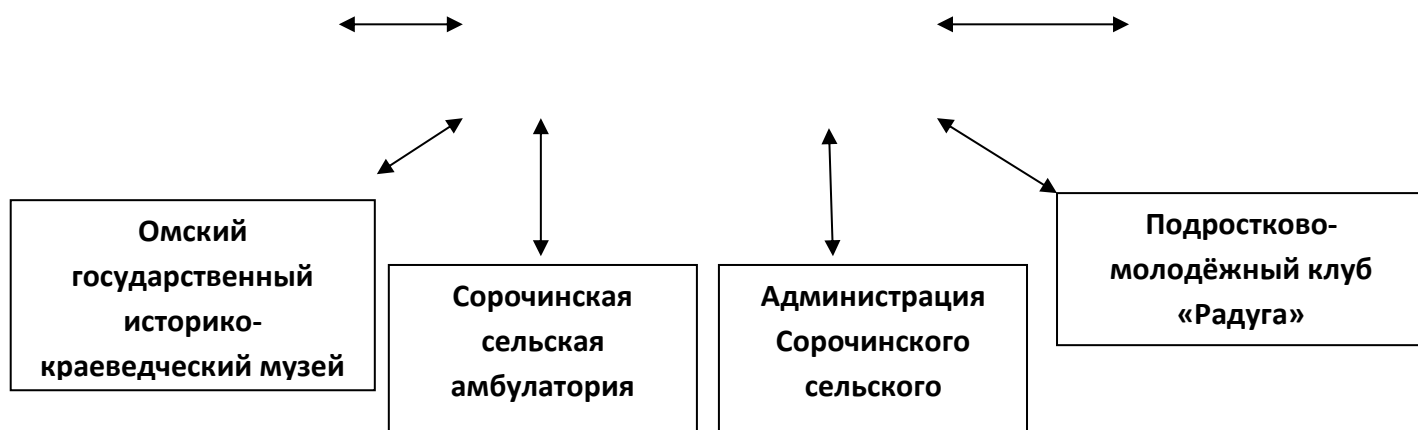 Омский
государственный
историко-
краеведческий музей
Сорочинская
сельская
амбулатория
Администрация
Сорочинского
сельского
Подростково-
молодёжный клуб
«Радуга»